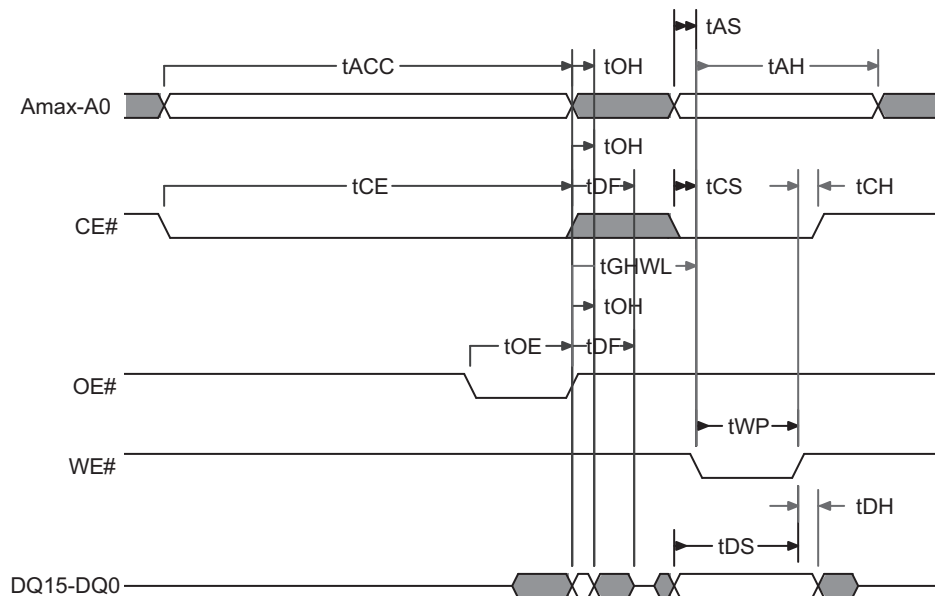 tAS
tACC
tOH
tAH
Amax-A0
tOH
tCE
tDF
tCS
tCH
CE#
tGHWL
tOH
tOE
tDF
OE#
tWP
WE#
tDH
tDS
DQ15-DQ0